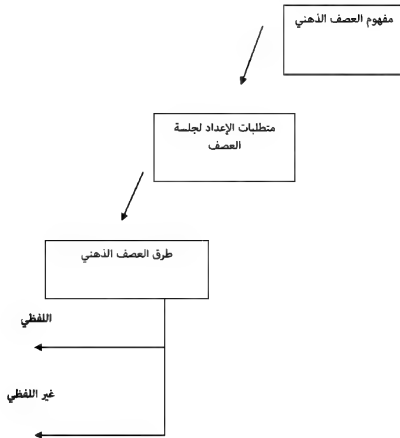 مفهوم العصف الذهني
متطلبات الإعداد لجلسة
العصف
طرق العصف الذهني
اللفظي
غير اللفظي